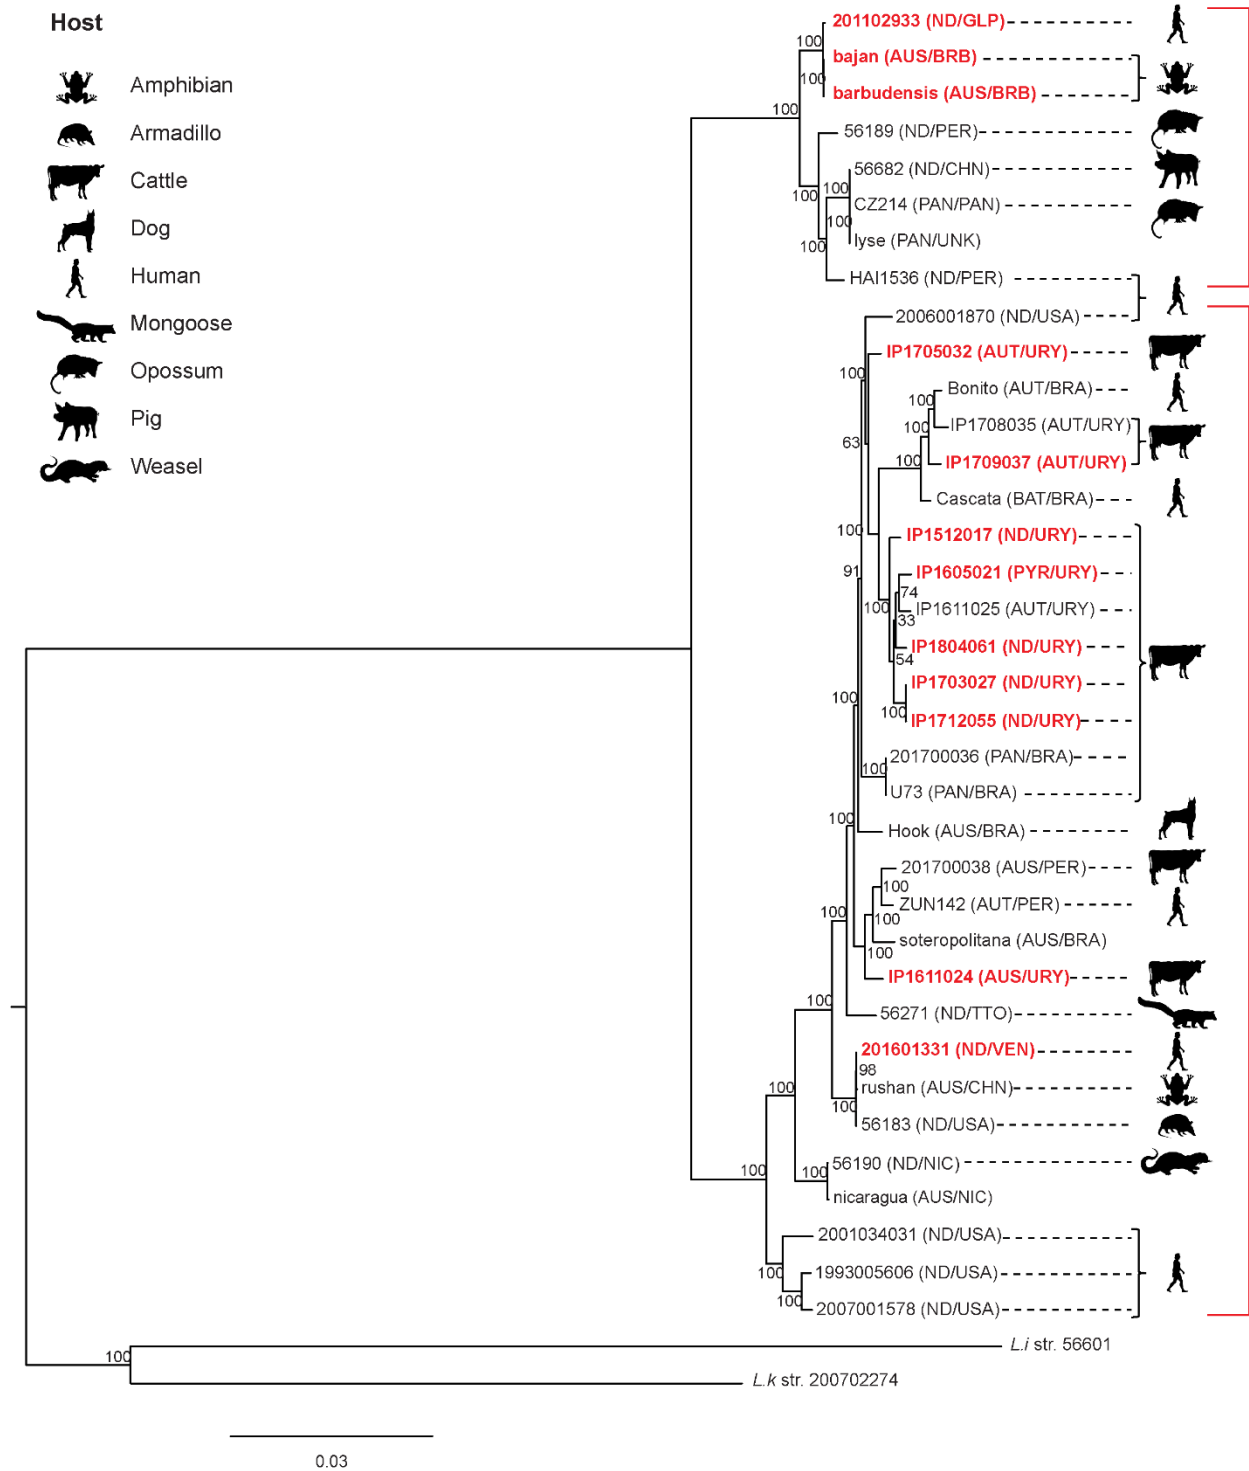 Host
Amphibian
Armadillo
Cattle
Dog
Human
Mongoose
Opossum
Pig
Weasel
201102933 (ND/GLP)
100
bajan (AUS/BRB)
100
barbudensis (AUS/BRB)
100
56189 (ND/PER)
56682 (ND/CHN)
100
100
CZ214 (PAN/PAN)
100
lyse (PAN/UNK)
100
HAI1536 (ND/PER)
2006001870 (ND/USA)
IP1705032 (AUT/URY)
100
Bonito (AUT/BRA)
100
IP1708035 (AUT/URY)
100
63
IP1709037 (AUT/URY)
100
Cascata (BAT/BRA)
100
IP1512017 (ND/URY)
91
IP1605021 (PYR/URY)
74
100
IP1611025 (AUT/URY)
33
IP1804061 (ND/URY)
54
IP1703027 (ND/URY)
100
100
IP1712055 (ND/URY)
201700036 (PAN/BRA)
100
U73 (PAN/BRA)
100
Hook (AUS/BRA)
201700038 (AUS/PER)
100
ZUN142 (AUT/PER)
100
100
soteropolitana (AUS/BRA)
100
IP1611024 (AUS/URY)
100
56271 (ND/TTO)
201601331 (ND/VEN)
98
100
rushan (AUS/CHN)
100
56183 (ND/USA)
56190 (ND/NIC)
100
100
nicaragua (AUS/NIC)
2001034031 (ND/USA)
100
1993005606 (ND/USA)
100
2007001578 (ND/USA)
L.i str. 56601
100
L.k str. 200702274
0.03